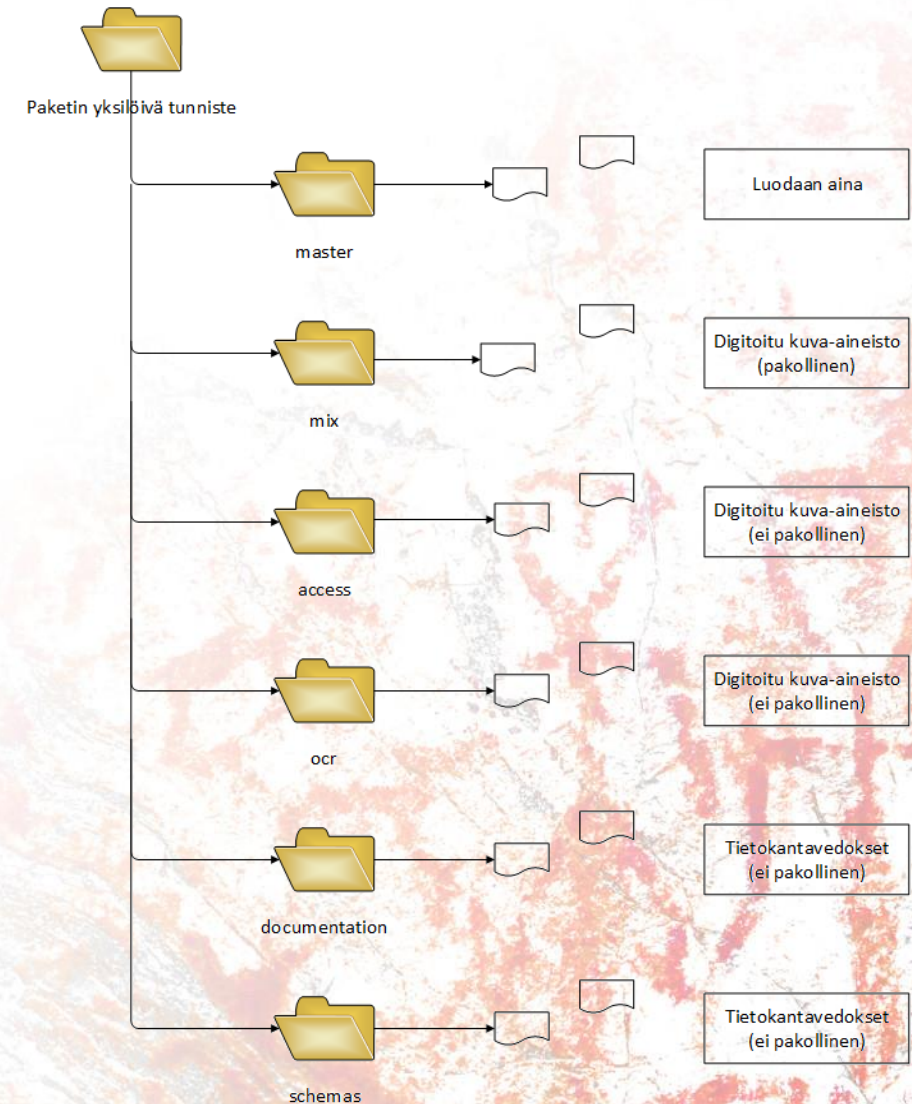 Paketin yksilöivä tunniste
Luodaan aina
master
Digitoitu kuva-aineisto
(pakollinen)
mix
Digitoitu kuva-aineisto
(ei pakollinen)
access
Digitoitu kuva-aineisto
(ei pakollinen)
ocr
Tietokantavedokset
(ei pakollinen)
documentation
Tietokantavedokset
(ei pakollinen)
schemas